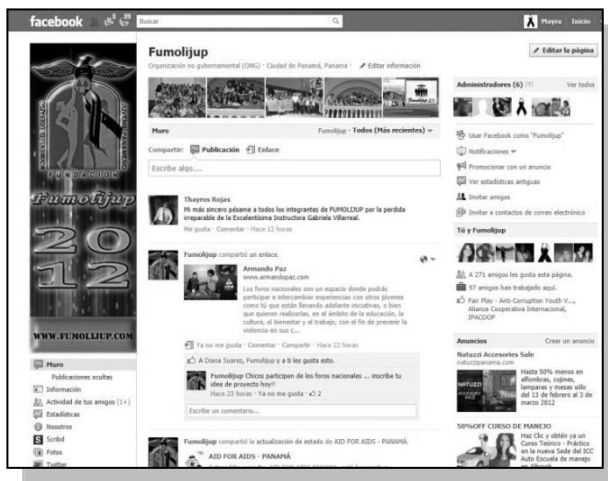 facebook
1
39
Buscar
Mayra
Inicio
Fumolijup
Organización no gubernamental (ONG) · Ciudad de Panamá, Panama · Editar información
Editar la página
Muro
Fumolijup · Todos (Más recientes)
Compartir: Publicación Enlace
Escribe algo....
Thayros Rojas
Mi más sincero pésame a todos los integrantes de FUMOLIJUP por la perdida
irreparable de la Excelentísima Instructora Gabriela Villarreal.
Me gusta · Comentar · Hace 12 horas
Fumolijup compartió un enlace.
Armando Paz
www.armandopaz.com
Los foros nacionales son un espacio donde podrás
participar e intercambiar experiencias con otros jóvenes
como tú que están llevando adelante iniciativas, o bien
que quieren realizarlas, en el ámbito de la educación, la
cultura, el bienestar y el trabajo, con el fin de prevenir la
violencia en sus c...
Ya no me gusta · Comentar · Compartir · Hace 23 horas
A Diana Suarez, Fumolijup y a ti les gusta esto.
Fumolijup Chicos participen de los foros nacionales ... inscribe tu
idea de proyecto hoy!!
Hace 23 horas · Ya no me gusta · 2
Escribe un comentario...
Fumolijup compartió la actualización de estado de AID FOR AIDS - PANAMÁ.
AID FOR AIDS - PANAMÁ
FUNDACION
Fumolijup
2012
WWW.FUMOLIJUP.COM
Muro
Publicaciones ocultas
Información
Actividad de tus amigos (1+)
Estadísticas
Nosotros
Scribd
Fotos
Twitter
Administradores (6) [?]
Ver todos
Usar Facebook como "Fumolijup"
Notificaciones
Promocionar con un anuncio
Ver estadísticas antiguas
Invitar amigos
Invitar a contactos de correo electrónico
Tú y Fumolijup
A 271 amigos les gusta esta página.
97 amigos han trabajado aquí.
Fair Play - Anti-Corruption Youth V...,
Alianza Cooperativa Internacional,
IPACOOP
Anuncios
Crear un anuncio
Natuzzi Accesories Sale
natuzzipanama.com
NATUZZI
Hasta 50% menos en
alfombras, cojines,
lamparas y mesas sólo
del 13 de febrero al 3 de
marzo 2012
50%OFF CURSO DE MANEJO
Haz Clic y obtén ya un
Curso Teórico - Práctico
en la nueva Sede del ICC
Auto Escuela de manejo